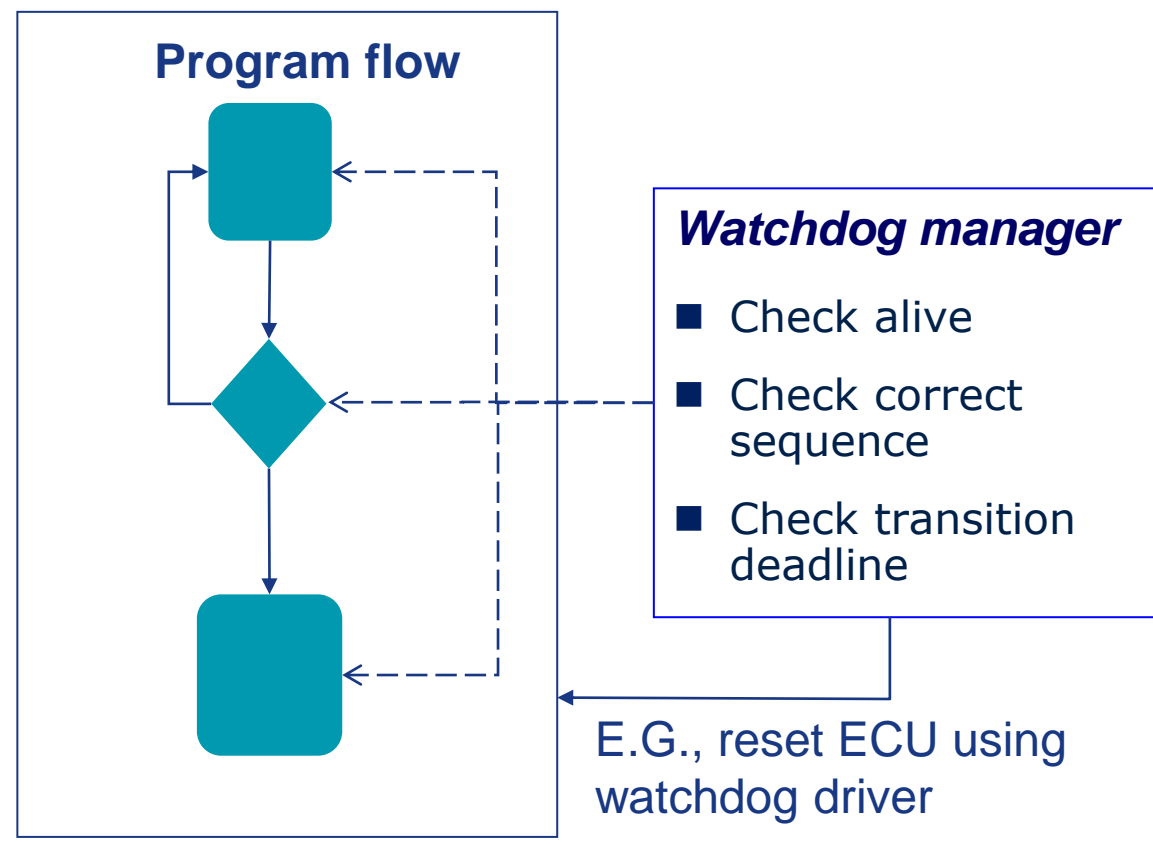 Program flow
Watchdog manager
Check alive
Check correct
sequence
Check transition
deadline
E.G., reset ECU using
watchdog driver